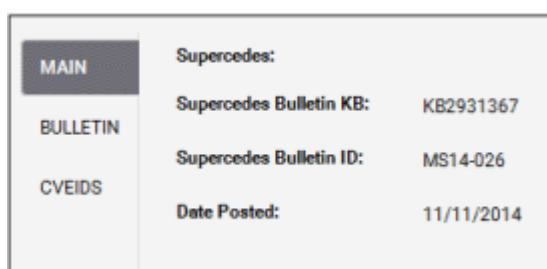 MAIN
BULLETIN
CVEIDS
Supercedes:
Supercedes Bulletin KB: KB2931367
Supercedes Bulletin ID: MS14-026
Date Posted: 11/11/2014